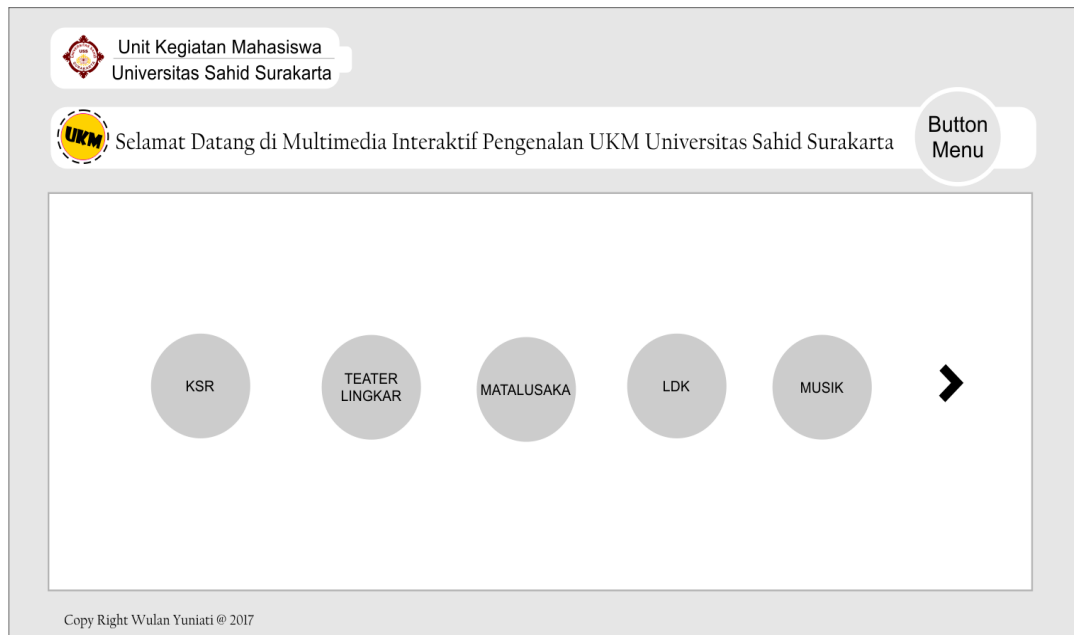 Unit Kegiatan Mahasiswa
Universitas Sahid Surakarta
UKM
Selamat Datang di Multimedia Interaktif Pengenalan UKM Universitas Sahid Surakarta
Button
Menu
KSR
TEATER
LINGKAR
MATALUSAKA
LDK
MUSIK
Copy Right Wulan Yuniati @ 2017